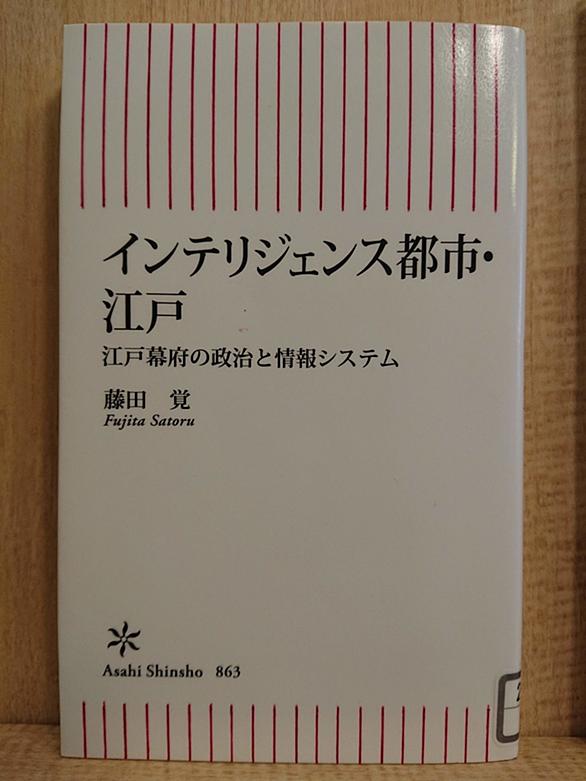 インテリジェンス都市・
江戸
江戸幕府の政治と情報システム
藤田 覚
Fujita Satoru
Asahi Shinsho 863